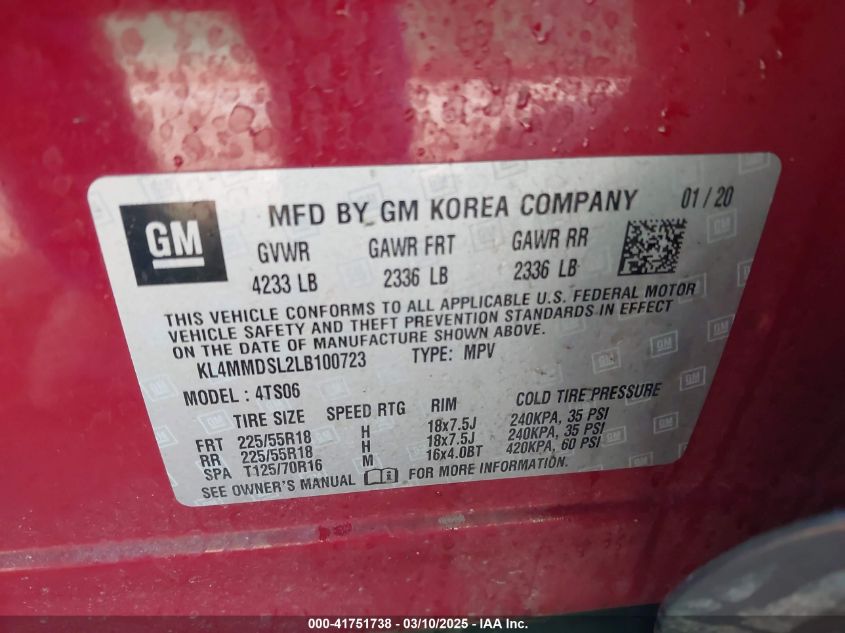 GM
MFD BY GM KOREA COMPANY 01/20
GVWR GAWR FRT GAWR RR
4233 LB 2336 LB 2336 LB
THIS VEHICLE CONFORMS TO ALL APPLICABLE U.S. FEDERAL MOTOR
VEHICLE SAFETY AND THEFT PREVENTION STANDARDS IN EFFECT
ON THE DATE OF MANUFACTURE SHOWN ABOVE.
KL4MMDSL2LB100723 TYPE: MPV
MODEL : 4TS06
TIRE SIZE SPEED RTG RIM COLD TIRE PRESSURE
FRT 225/55R18 H 18x7.5J 240KPA, 35 PSI
RR 225/55R18 H 18x7.5J 240KPA, 35 PSI
SPA T125/70R16 M 16x4.0BT 420KPA, 60 PSI
SEE OWNER'S MANUAL FOR MORE INFORMATION
000-41751738 - 03/10/2025 - IAA Inc.